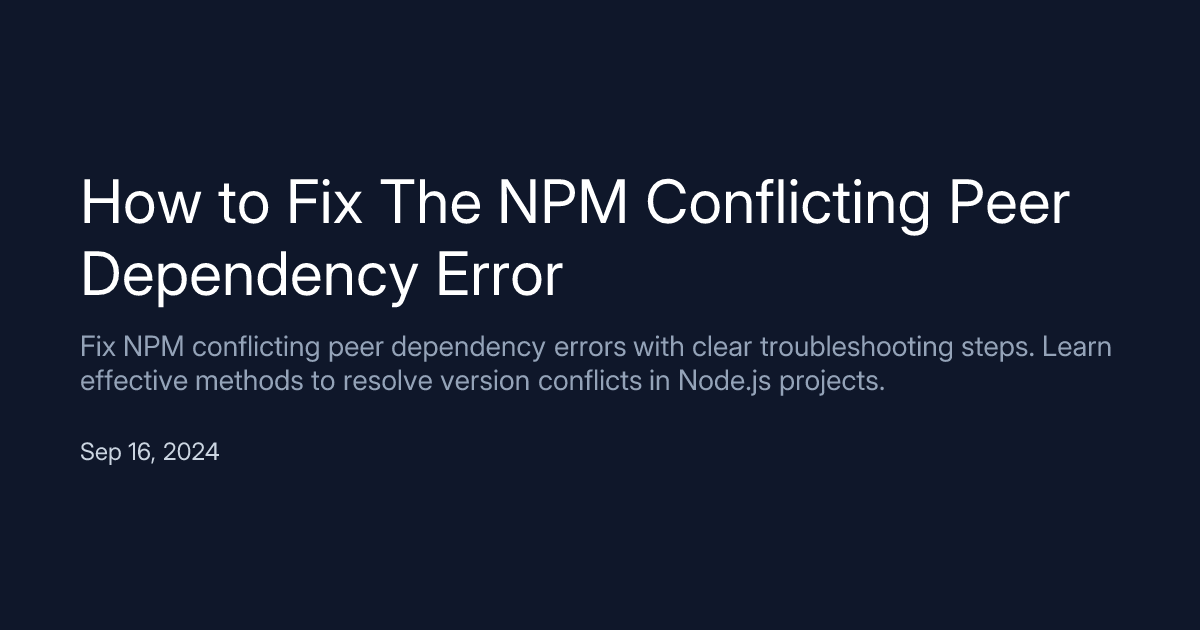 How to Fix The NPM Conflicting Peer
Dependency Error
Fix NPM conflicting peer dependency errors with clear troubleshooting steps. Learn
effective methods to resolve version conflicts in Node.js projects.
Sep 16, 2024